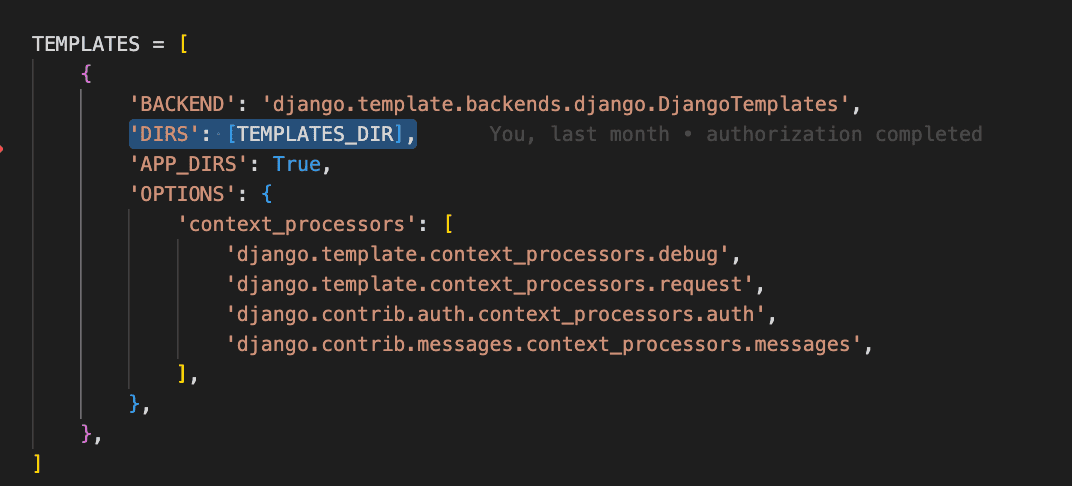 TEMPLATES = [
    {
        'BACKEND': 'django.template.backends.django.DjangoTemplates',
        'DIRS': [TEMPLATES_DIR],      You, last month • authorization completed
        'APP_DIRS': True,
        'OPTIONS': {
            'context_processors': [
                'django.template.context_processors.debug',
                'django.template.context_processors.request',
                'django.contrib.auth.context_processors.auth',
                'django.contrib.messages.context_processors.messages',
            ],
        },
    },
]